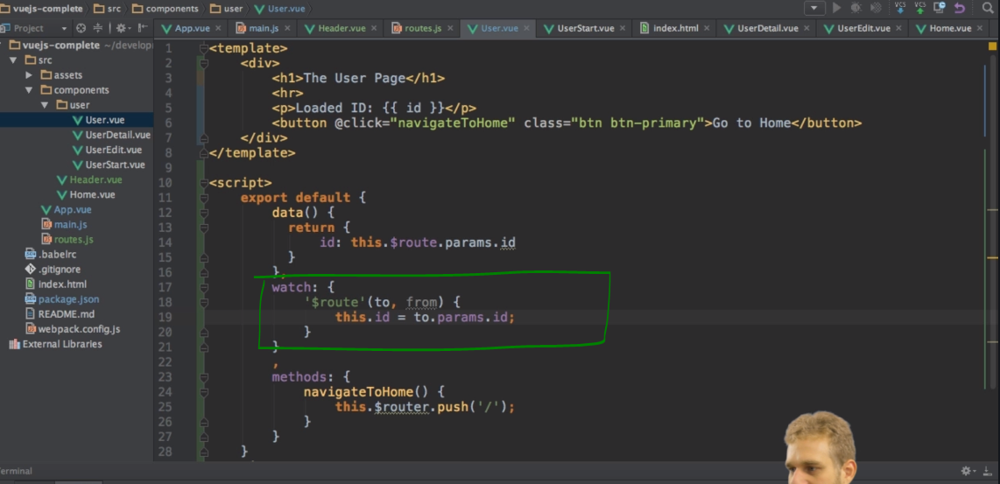 vuejs-complete src components user User.vue
Project
App.vue main.js Header.vue routes.js User.vue UserStart.vue index.html UserDetail.vue UserEdit.vue Home.vue
vuejs-complete ~/develop
src
assets
components
user
User.vue
UserDetail.vue
UserEdit.vue
UserStart.vue
Header.vue
Home.vue
App.vue
main.js
routes.js
.babelrc
.gitignore
index.html
package.json
README.md
webpack.config.js
External Libraries
1 <template>
2 <div>
3 <h1>The User Page</h1>
4 <hr>
5 <p>Loaded ID: {{ id }}</p>
6 <button @click="navigateToHome" class="btn btn-primary">Go to Home</button>
7 </div>
8 </template>
9
10 <script>
11 export default {
12 data() {
13 return {
14 id: this.$route.params.id
15 }
16 },
17 watch: {
18 '$route'(to, from) {
19 this.id = to.params.id;
20 }
21 }
22 ,
23 methods: {
24 navigateToHome() {
25 this.$router.push('/');
26 }
27 }
28 }
erminal
VCS VCS